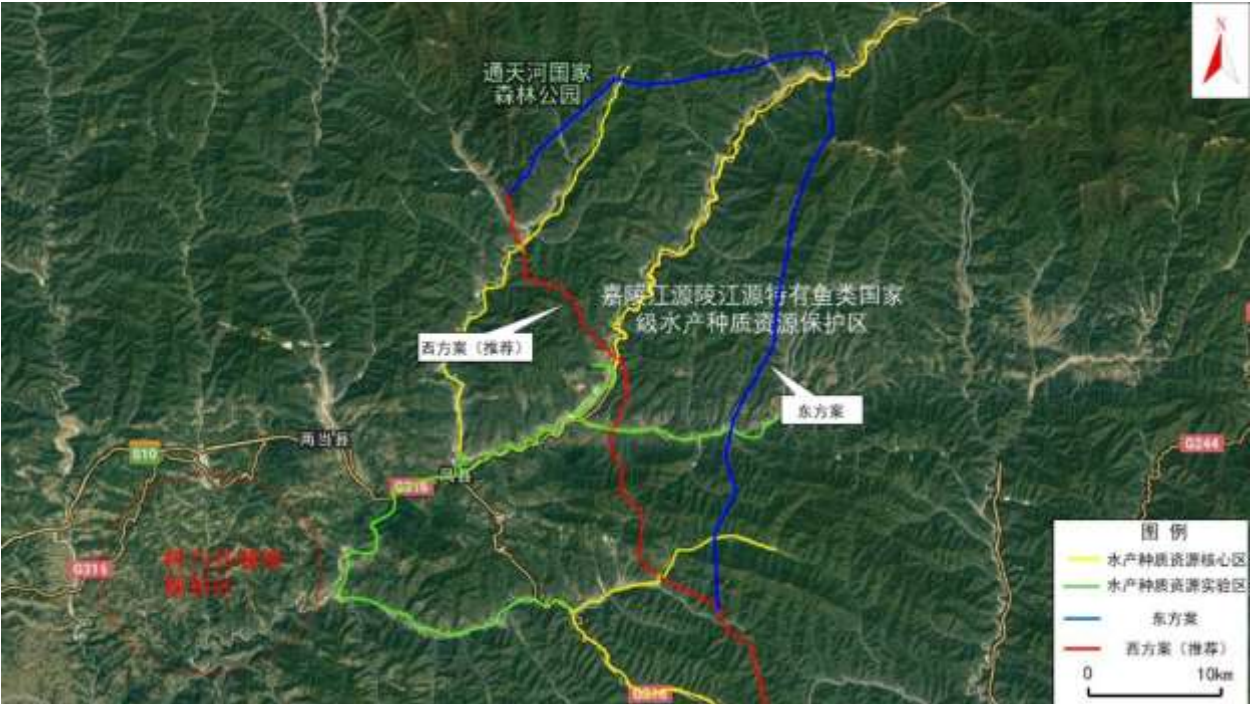 N
通天河国家
森林公园
嘉陵江源陵江源特有鱼类国家
级水产种质资源保护区
西方案（推荐）
东方案
两当县
S10
G316
G244
G316
G316
图 例
水产种质资源核心区
水产种质资源实验区
东方案
西方案（推荐）
0
10km